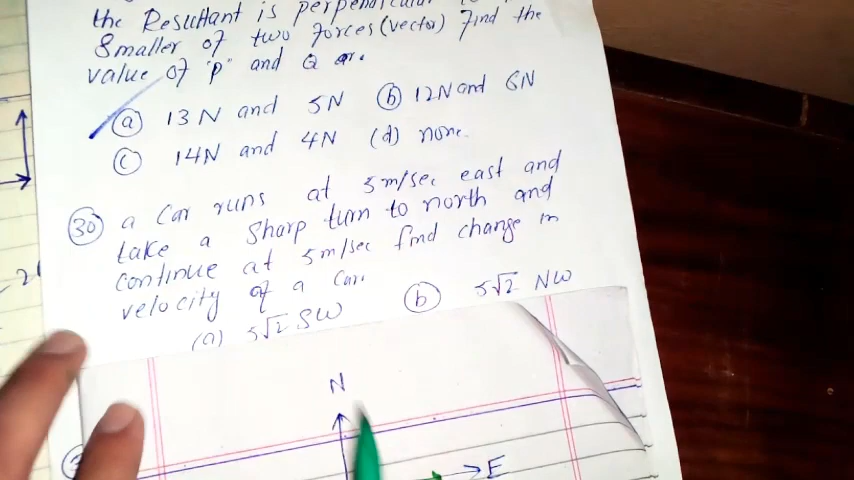 the Resultant is perpendicular
Smaller of two forces (vector) find the
value of "P" and Q are.
(a) 13 N and 5N (b) 12N and 6N
(c) 14N and 4N (d) none.
(30) a Car runs at 5 m/sec east and
take a Sharp turn to north and
continue at 5m/sec find change in
velocity of a Car.
(a) 5√2 SW (b) 5√2 NW
N
E